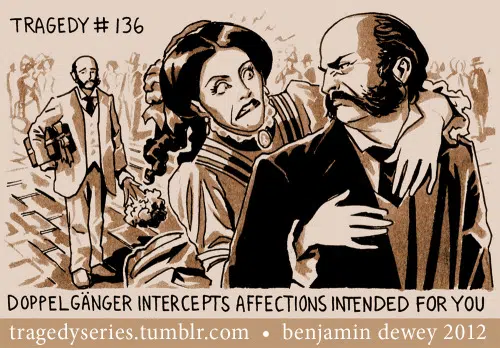 TRAGEDY # 136
DOPPELGÄNGER INTERCEPTS AFFECTIONS INTENDED FOR YOU
tragedyseries.tumblr.com • benjamin dewey 2012